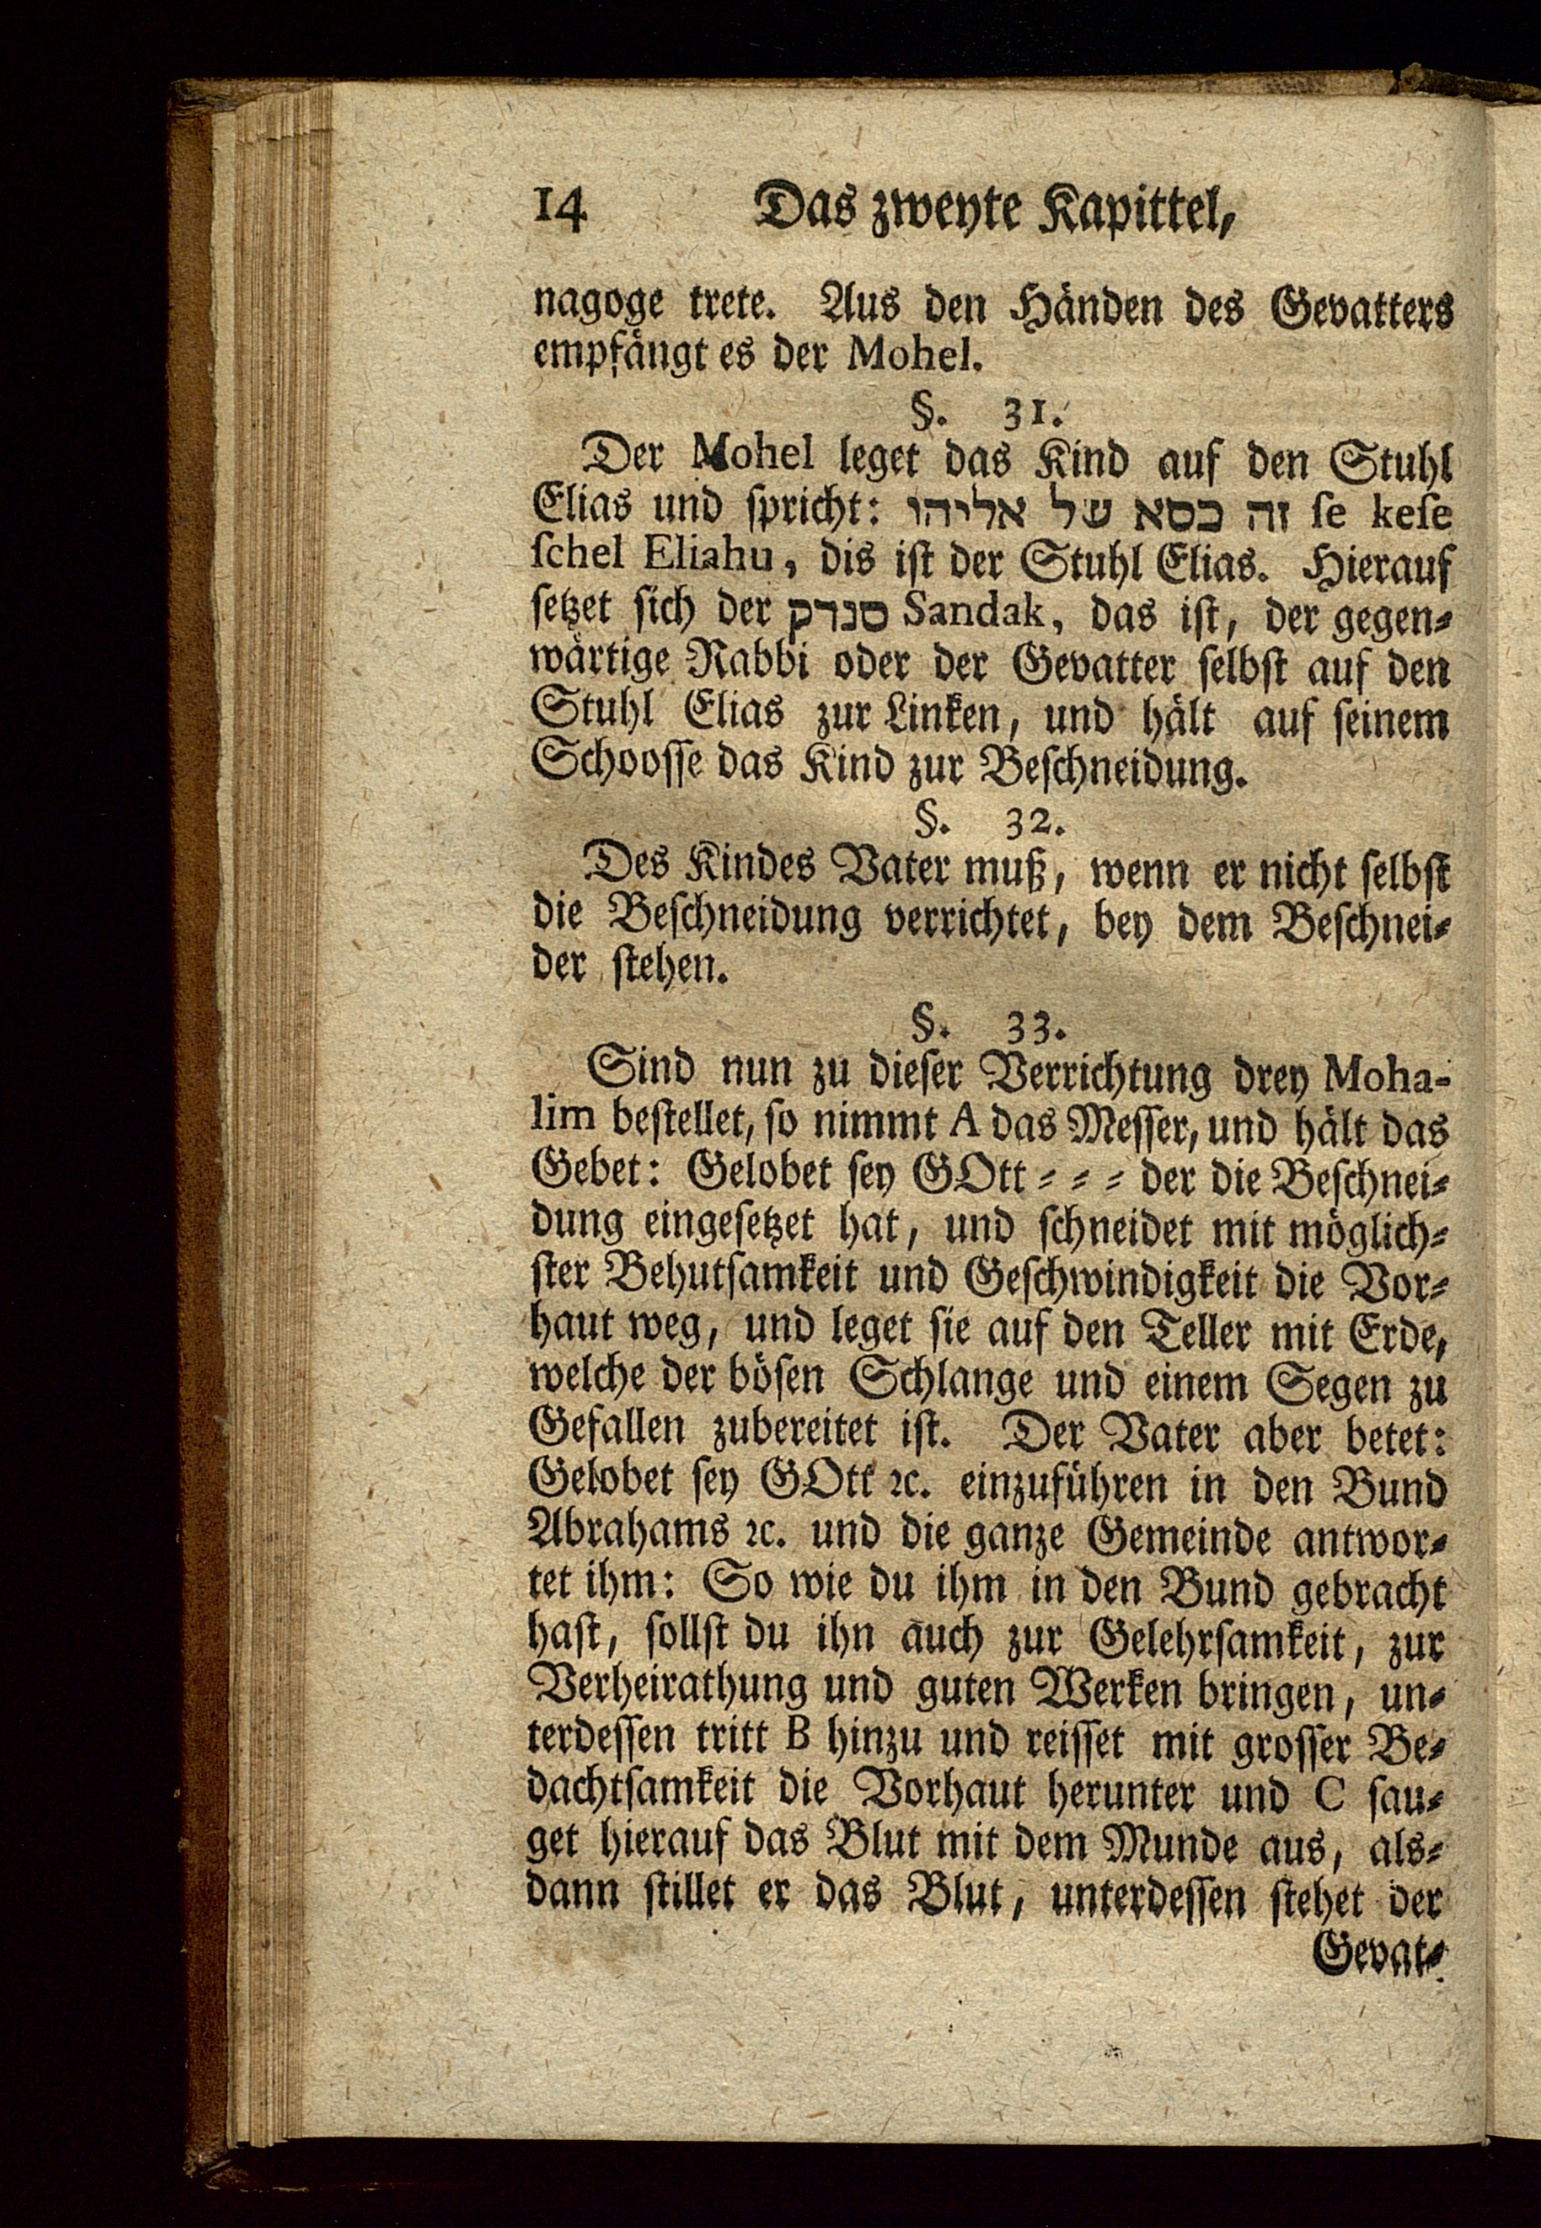 14 Das zweyte Kapittel,
nagoge trete. Aus den Händen des Gevatters
empfängt es der Mohel.
§. 31.
Der Mohel leget das Kind auf den Stuhl
Elias und ſpricht: זה כסא של אליהו ſe keſe
ſchel Eliahu, dis iſt der Stuhl Elias. Hierauf
ſetzet ſich der סנדק Sandak, das iſt, der gegen⸗
wärtige Rabbi oder der Gevatter ſelbſt auf den
Stuhl Elias zur Linken, und hält auf ſeinem
Schooſſe das Kind zur Beſchneidung.
§. 32.
Des Kindes Vater muß, wenn er nicht ſelbſt
die Beſchneidung verrichtet, bey dem Beſchnei⸗
der ſtehen.
§. 33.
Sind nun zu dieſer Verrichtung drey Moha-
lim beſtellet, ſo nimmt A das Meſſer, und hält das
Gebet: Gelobet ſey GOtt ⸗ ⸗ ⸗ der die Beſchnei⸗
dung eingeſetzet hat, und ſchneidet mit möglich⸗
ſter Behutſamkeit und Geſchwindigkeit die Vor⸗
haut weg, und leget ſie auf den Teller mit Erde,
welche der böſen Schlange und einem Segen zu
Gefallen zubereitet iſt. Der Vater aber betet:
Gelobet ſey GOtt ꝛc. einzuführen in den Bund
Abrahams ꝛc. und die ganze Gemeinde antwor⸗
tet ihm: So wie du ihm in den Bund gebracht
haſt, ſollſt du ihn auch zur Gelehrſamkeit, zur
Verheirathung und guten Werken bringen, un⸗
terdeſſen tritt B hinzu und reiſſet mit groſſer Be⸗
dachtſamkeit die Vorhaut herunter und C ſau⸗
get hierauf das Blut mit dem Munde aus, als⸗
dann ſtillet er das Blut, unterdeſſen ſtehet der
Gevat⸗